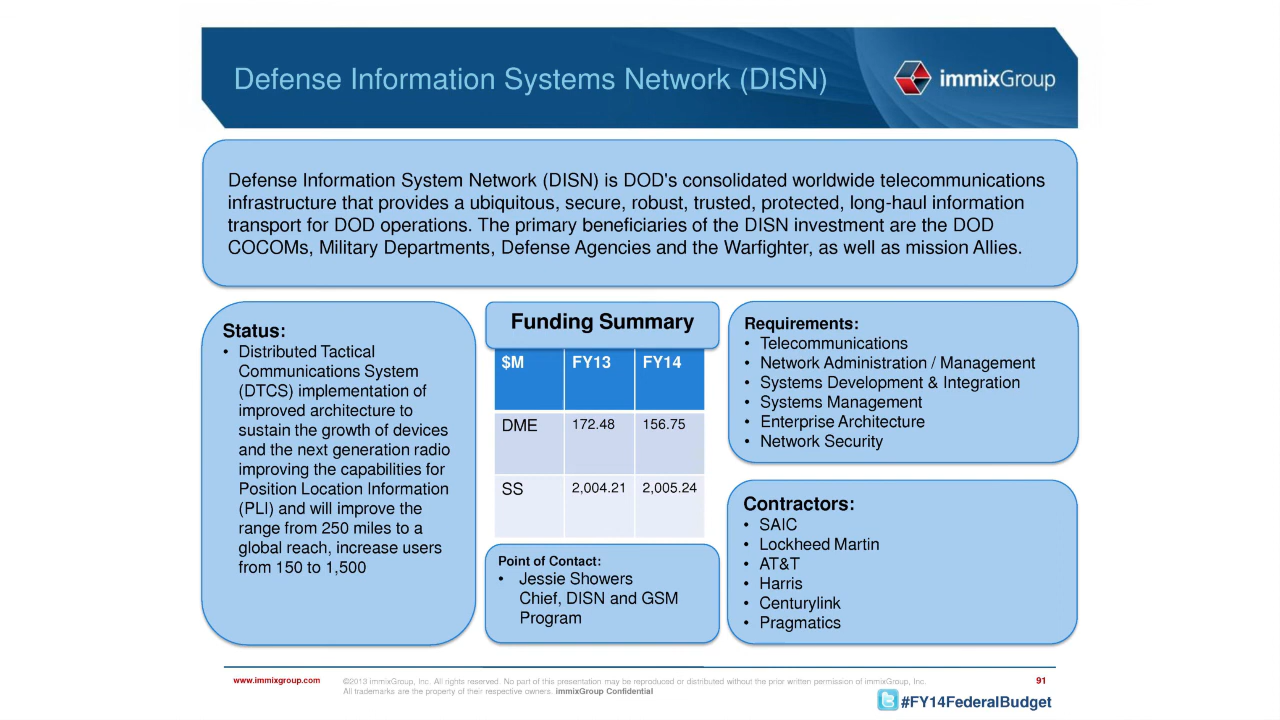 Defense Information Systems Network (DISN)
immixGroup
Defense Information System Network (DISN) is DOD's consolidated worldwide telecommunications
infrastructure that provides a ubiquitous, secure, robust, trusted, protected, long-haul information
transport for DOD operations. The primary beneficiaries of the DISN investment are the DOD
COCOMs, Military Departments, Defense Agencies and the Warfighter, as well as mission Allies.
Status:
• Distributed Tactical
Communications System
(DTCS) implementation of
improved architecture to
sustain the growth of devices
and the next generation radio
improving the capabilities for
Position Location Information
(PLI) and will improve the
range from 250 miles to a
global reach, increase users
from 150 to 1,500
Funding Summary
$M FY13 FY14
DME 172.48 156.75
SS 2,004.21 2,005.24
Point of Contact:
• Jessie Showers
Chief, DISN and GSM
Program
Requirements:
• Telecommunications
• Network Administration / Management
• Systems Development & Integration
• Systems Management
• Enterprise Architecture
• Network Security
Contractors:
• SAIC
• Lockheed Martin
• AT&T
• Harris
• Centurylink
• Pragmatics
www.immixgroup.com
©2013 immixGroup, Inc. All rights reserved. No part of this presentation may be reproduced or distributed without the prior written permission of immixGroup, Inc.
All trademarks are the property of their respective owners. immixGroup Confidential
91
#FY14FederalBudget